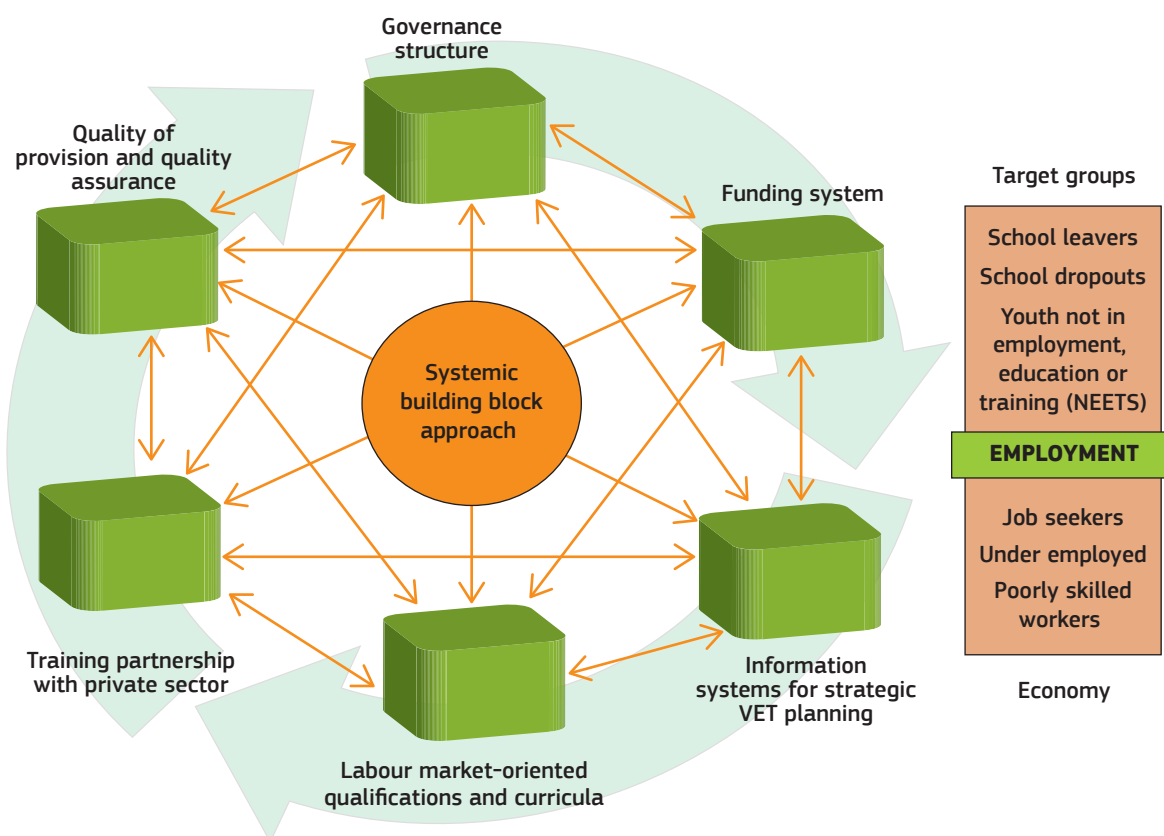 Governance
structure
Quality of
provision and quality
assurance
Funding system
Systemic
building block
approach
Training partnership
with private sector
Labour market-oriented
qualifications and curricula
Information
systems for strategic
VET planning
Target groups
School leavers
School dropouts
Youth not in
employment,
education or
training (NEETS)
EMPLOYMENT
Job seekers
Under employed
Poorly skilled
workers
Economy